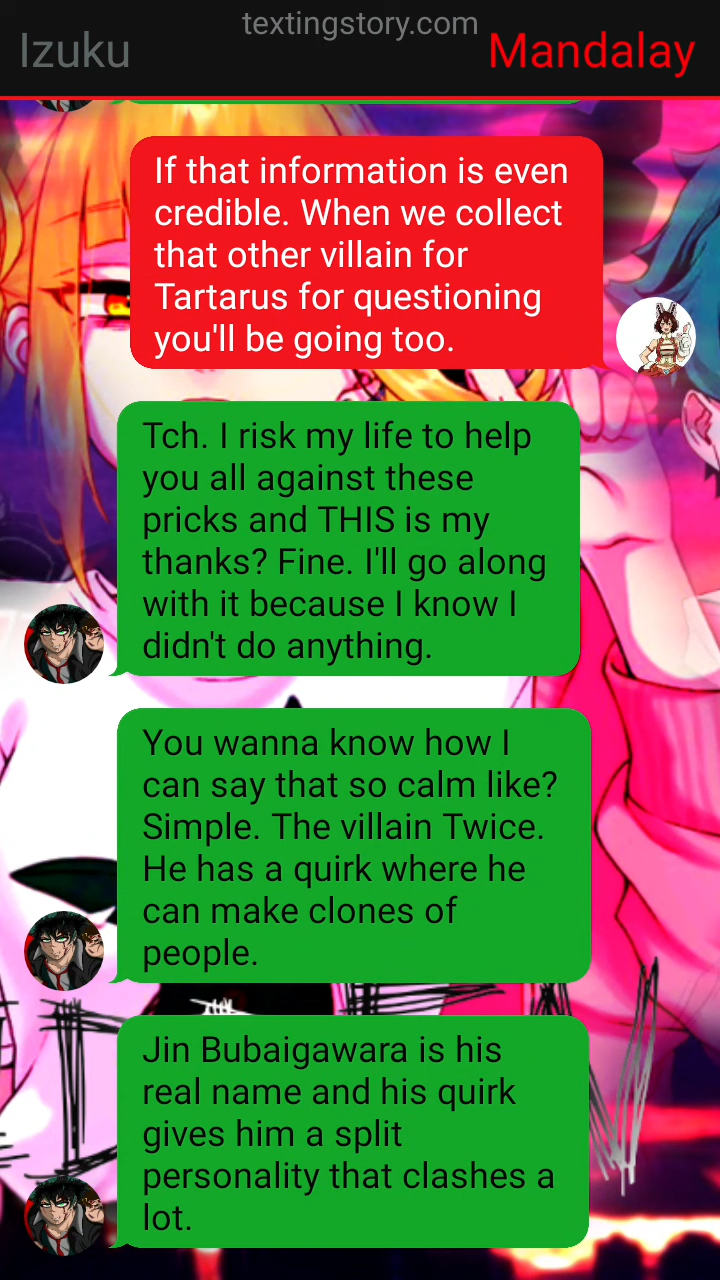 textingstory.com
Izuku
Mandalay
If that information is even
credible. When we collect
that other villain for
Tartarus for questioning
you'll be going too.
Tch. I risk my life to help
you all against these
pricks and THIS is my
thanks? Fine. I'll go along
with it because I know I
didn't do anything.
You wanna know how I
can say that so calm like?
Simple. The villain Twice.
He has a quirk where he
can make clones of
people.
Jin Bubaigawara is his
real name and his quirk
gives him a split
personality that clashes a
lot.